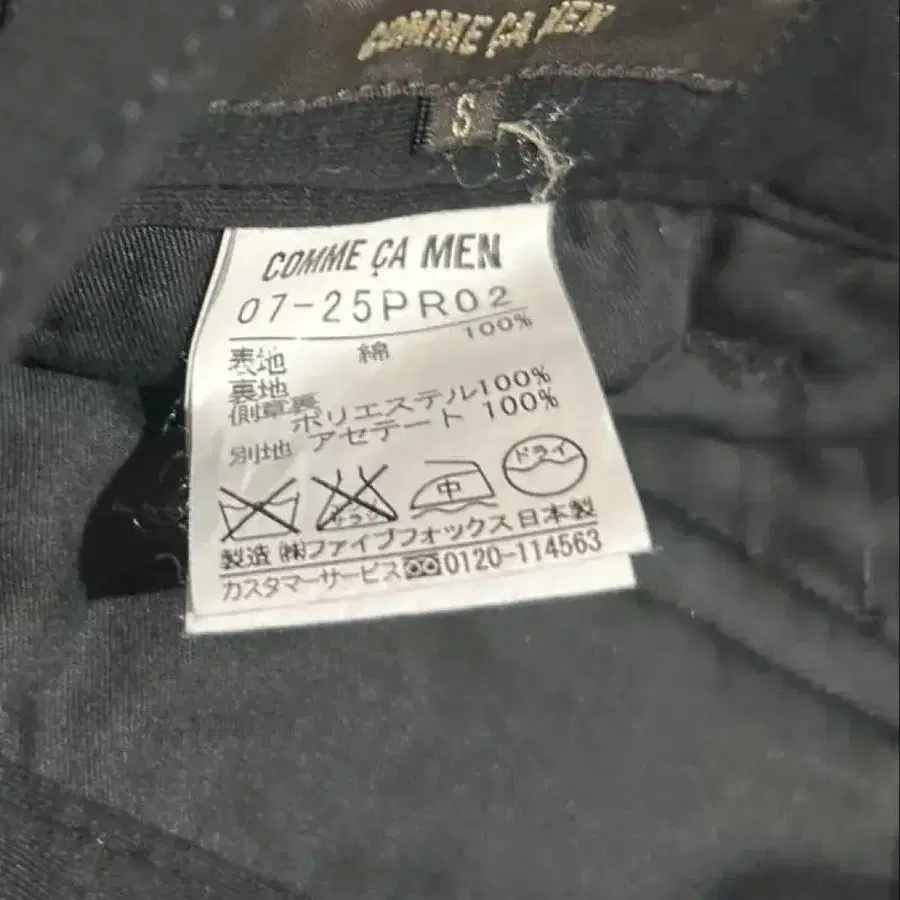 COMME ÇA MEN
S
COMME ÇA MEN
07-25PR02
表地 綿 100%
裏地
側章裏 ポリエステル100%
別地 アセテート 100%
中 ドライ
製造 ㈱ファイブフォックス 日本製
カスタマーサービス 0120-114563